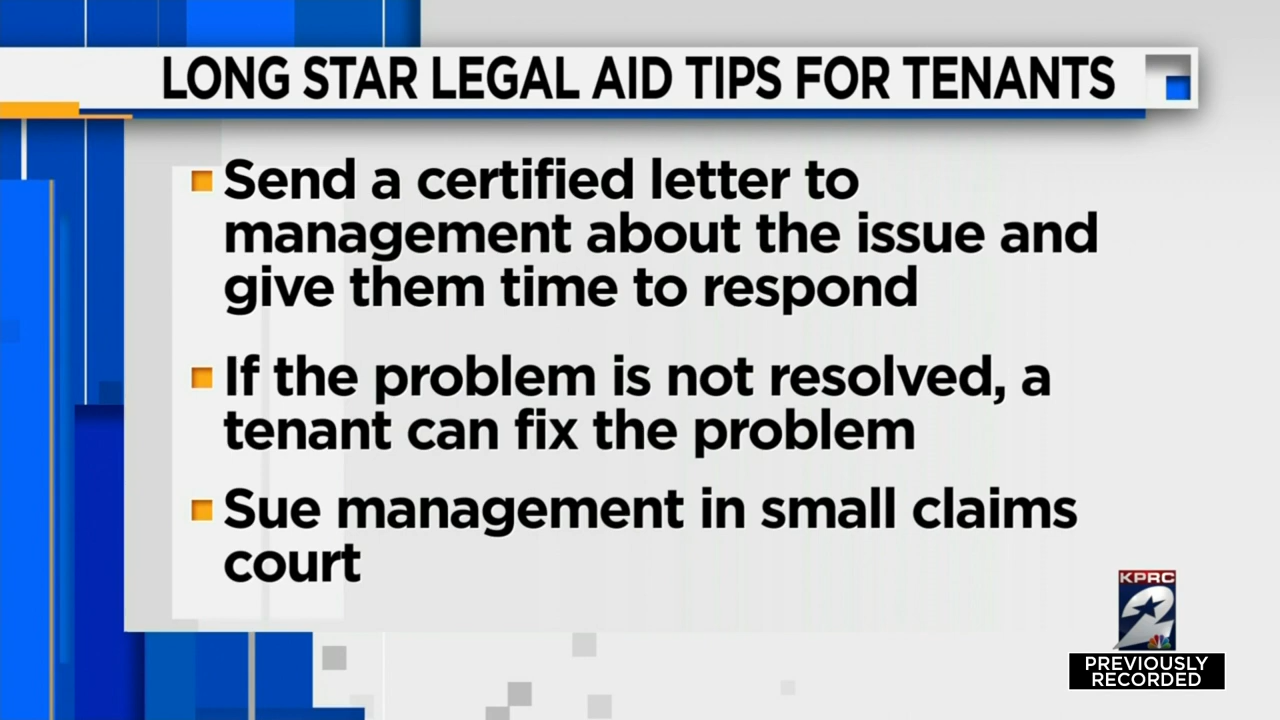 LONG STAR LEGAL AID TIPS FOR TENANTS
Send a certified letter to
management about the issue and
give them time to respond
If the problem is not resolved, a
tenant can fix the problem
Sue management in small claims
court
KPRC
2
PREVIOUSLY
RECORDED